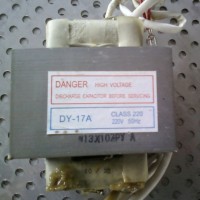 DANGER HIGH VOLTAGE
DISCHARGE CAPACITOR BEFORE SERVICING
DY-17A
CLASS 220
220V 50Hz